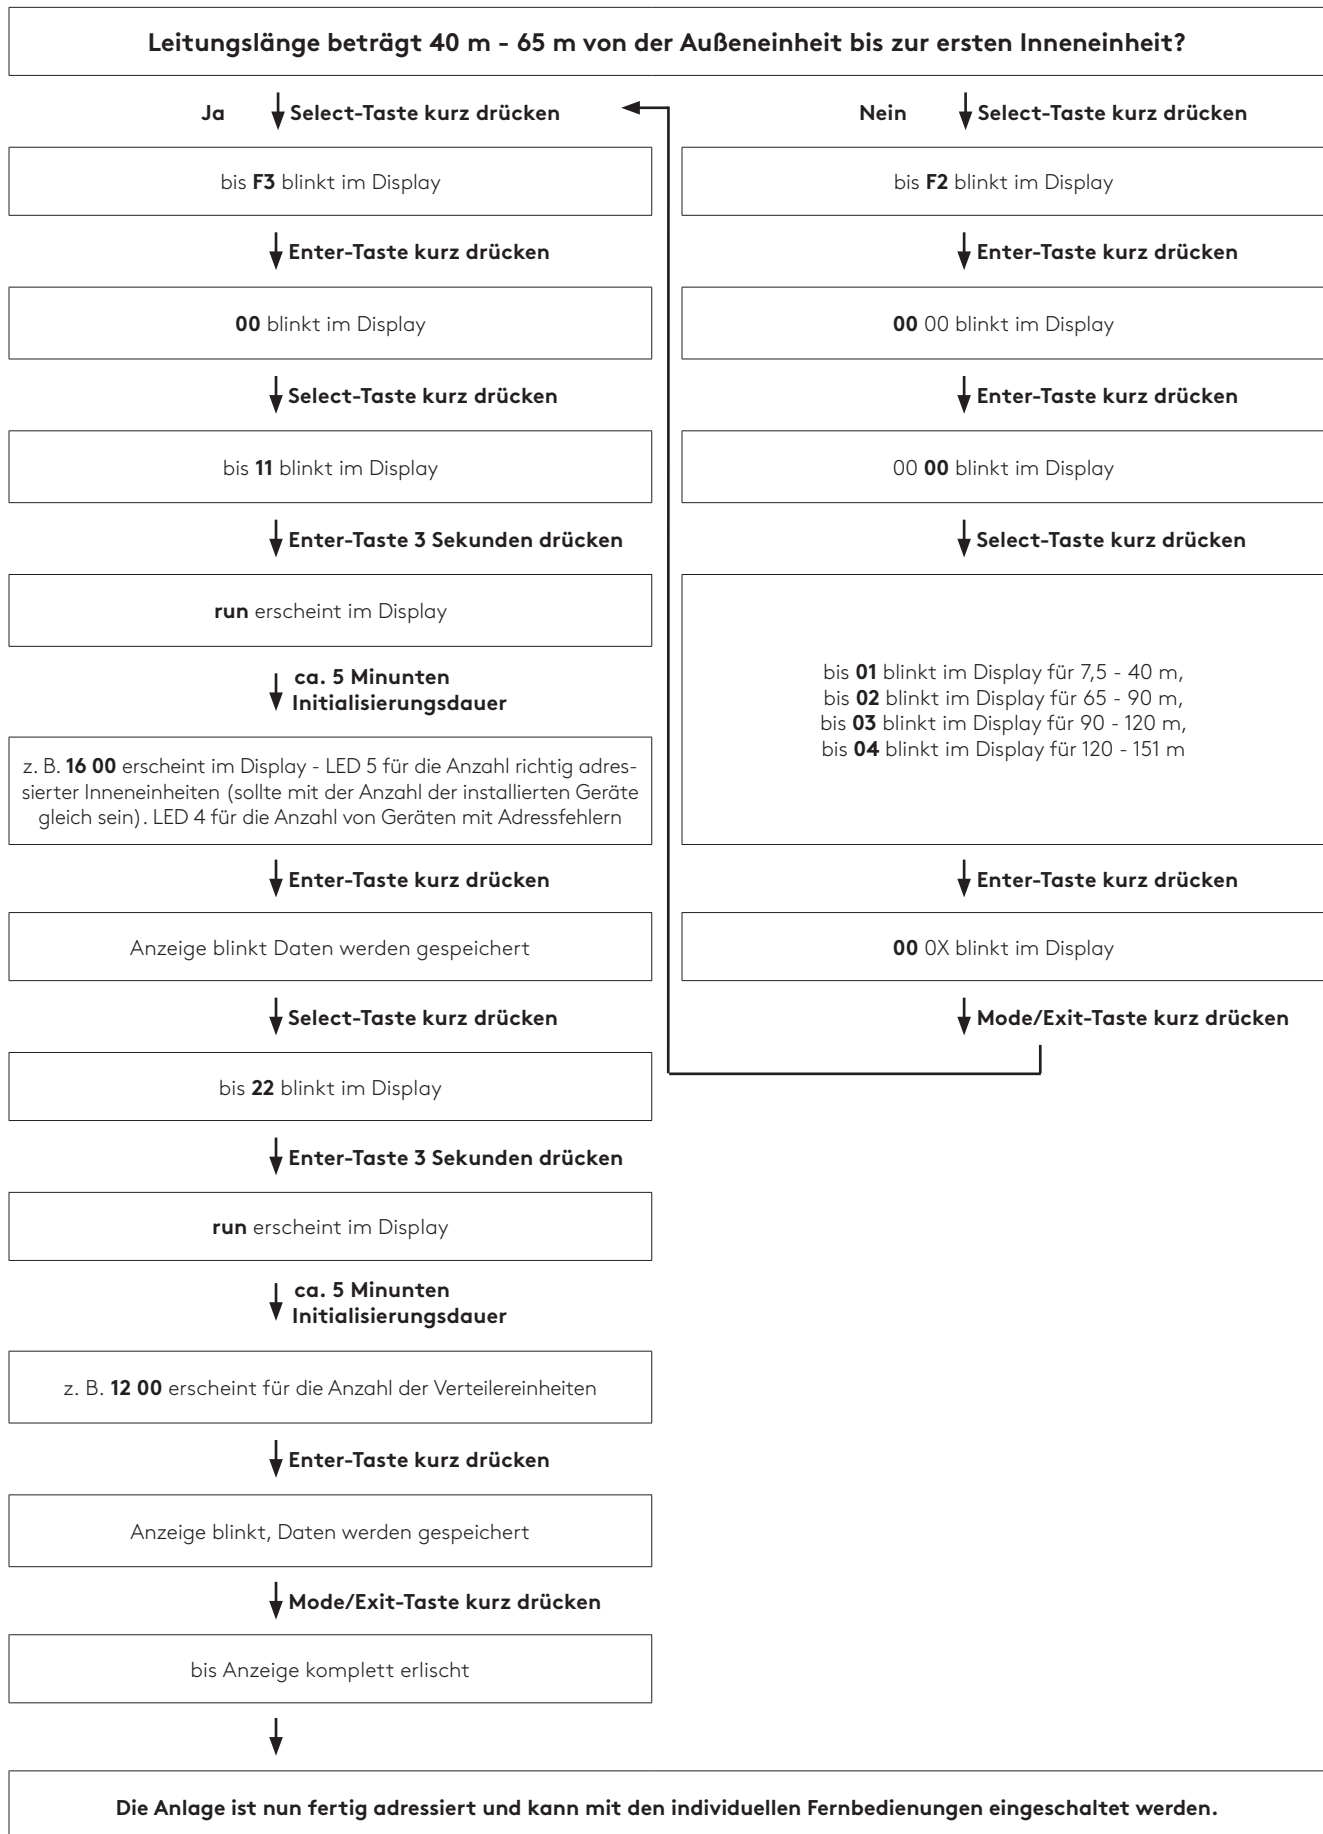 Leitungslänge beträgt 40 m - 65 m von der Außeneinheit bis zur ersten Inneneinheit?
Ja
Select-Taste kurz drücken
bis F3 blinkt im Display
Enter-Taste kurz drücken
00 blinkt im Display
Select-Taste kurz drücken
bis 11 blinkt im Display
Enter-Taste 3 Sekunden drücken
run erscheint im Display
ca. 5 Minunten
Initialisierungsdauer
z. B. 16 00 erscheint im Display - LED 5 für die Anzahl richtig adres-
sierter Inneneinheiten (sollte mit der Anzahl der installierten Geräte
gleich sein). LED 4 für die Anzahl von Geräten mit Adressfehlern
Enter-Taste kurz drücken
Anzeige blinkt Daten werden gespeichert
Select-Taste kurz drücken
bis 22 blinkt im Display
Enter-Taste 3 Sekunden drücken
run erscheint im Display
ca. 5 Minunten
Initialisierungsdauer
z. B. 12 00 erscheint für die Anzahl der Verteilereinheiten
Enter-Taste kurz drücken
Anzeige blinkt, Daten werden gespeichert
Mode/Exit-Taste kurz drücken
bis Anzeige komplett erlischt
Nein
Select-Taste kurz drücken
bis F2 blinkt im Display
Enter-Taste kurz drücken
00 00 blinkt im Display
Enter-Taste kurz drücken
00 00 blinkt im Display
Select-Taste kurz drücken
bis 01 blinkt im Display für 7,5 - 40 m,
bis 02 blinkt im Display für 65 - 90 m,
bis 03 blinkt im Display für 90 - 120 m,
bis 04 blinkt im Display für 120 - 151 m
Enter-Taste kurz drücken
00 0X blinkt im Display
Mode/Exit-Taste kurz drücken
Die Anlage ist nun fertig adressiert und kann mit den individuellen Fernbedienungen eingeschaltet werden.